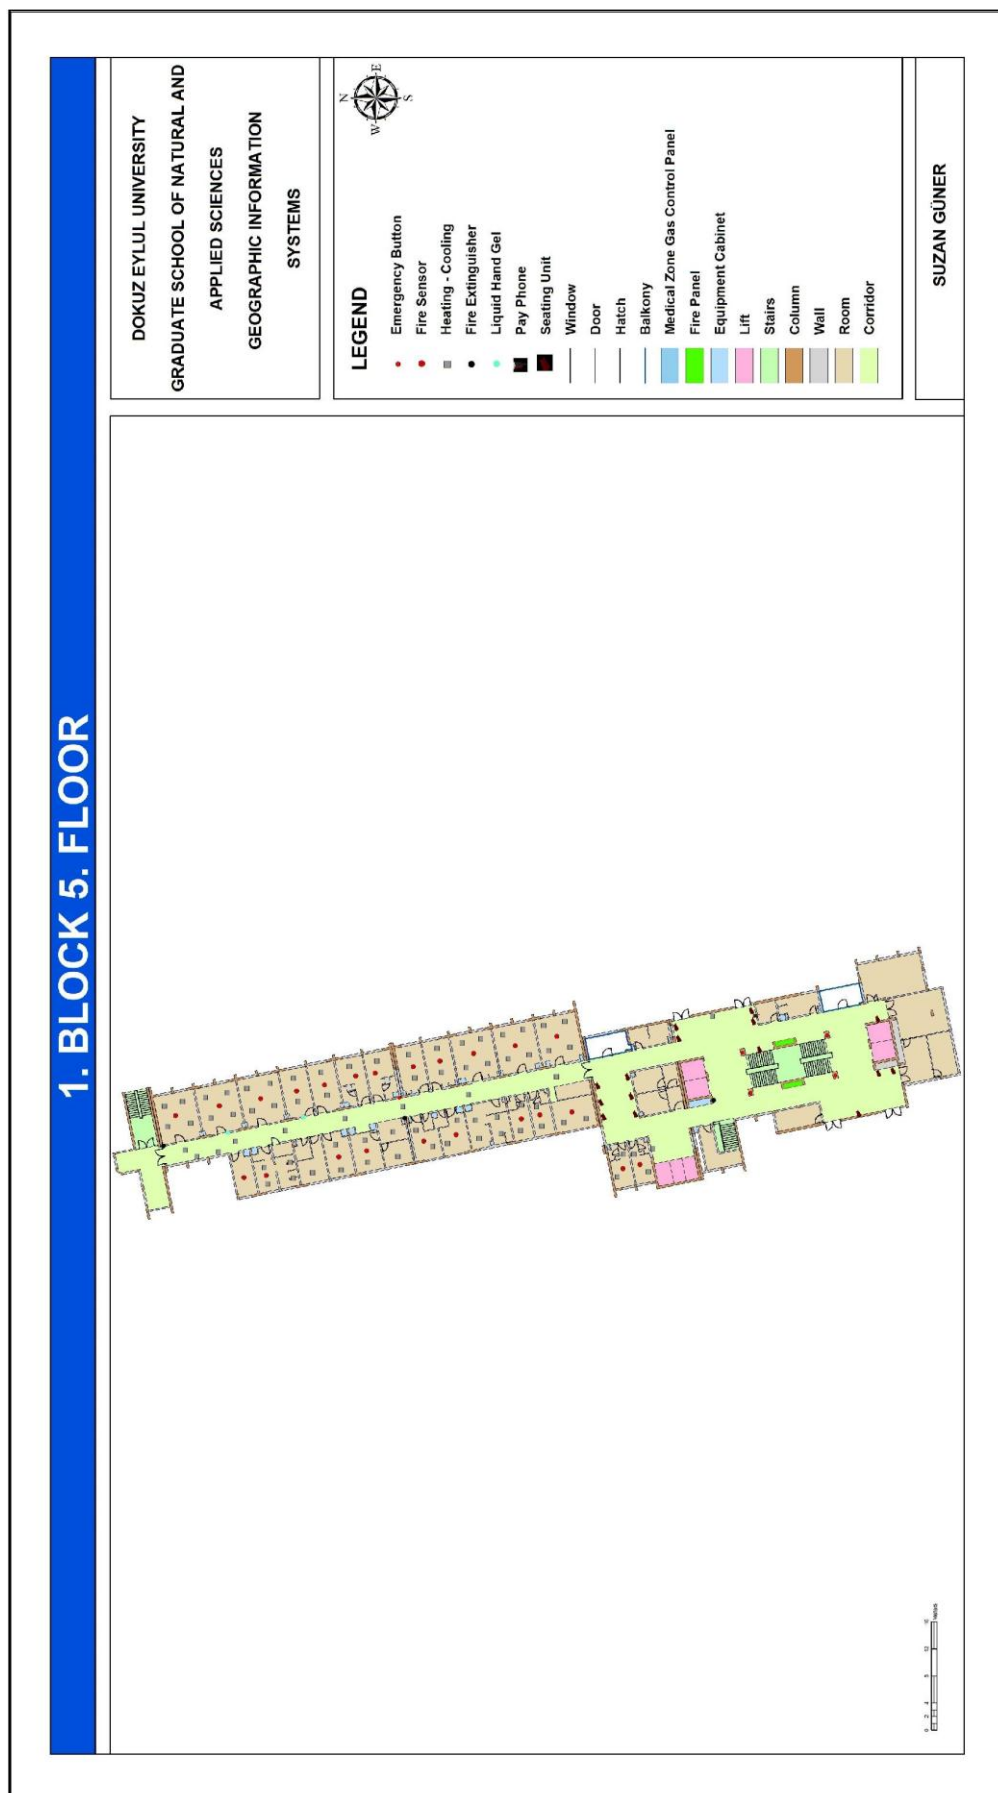 1. BLOCK 5. FLOOR
DOKUZ EYLUL UNIVERSITY
GRADUATE SCHOOL OF NATURAL AND
APPLIED SCIENCES
GEOGRAPHIC INFORMATION
SYSTEMS
N
E
W
S
LEGEND
Emergency Button
Fire Sensor
Heating - Cooling
Fire Extinguisher
Liquid Hand Gel
Pay Phone
Seating Unit
Window
Door
Hatch
Balkony
Medical Zone Gas Control Panel
Fire Panel
Equipment Cabinet
Lift
Stairs
Column
Wall
Room
Corridor
SUZAN GÜNER